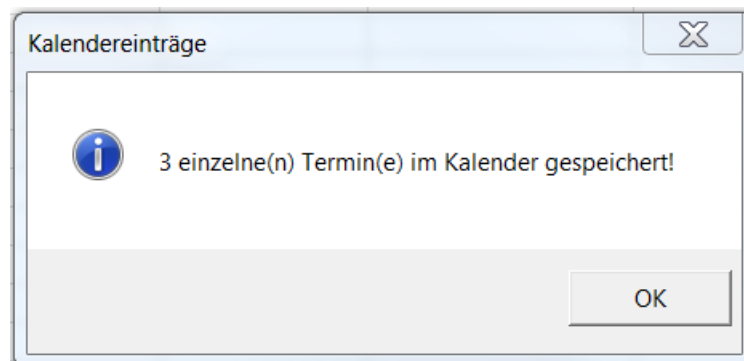 Kalendereinträge
3 einzelne(n) Termin(e) im Kalender gespeichert!
OK